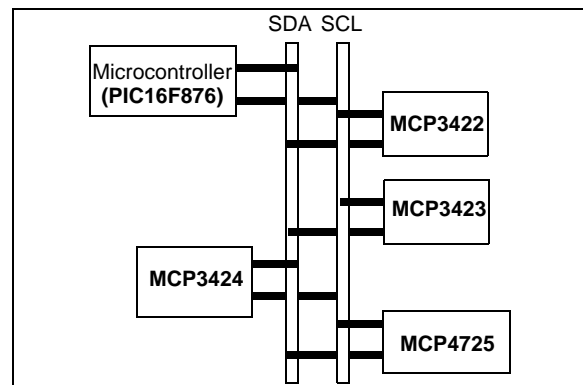 SDA SCL
Microcontroller
(PIC16F876)
MCP3422
MCP3423
MCP3424
MCP4725